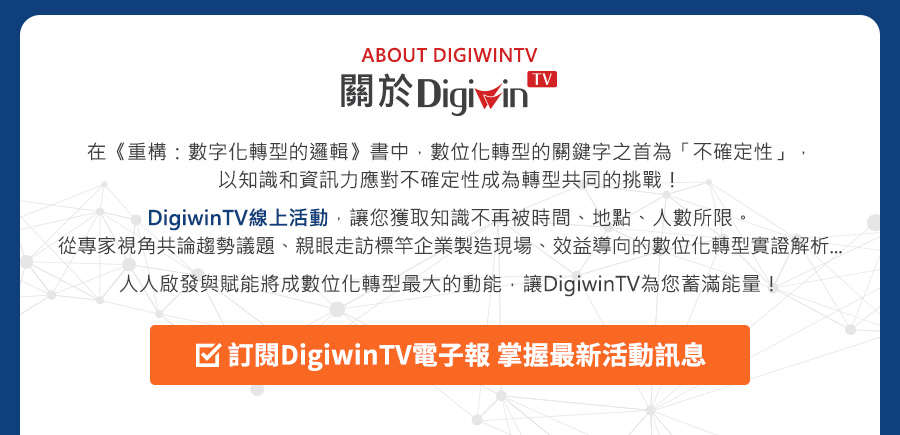 ABOUT DIGIWINTV
關於Digiwin TV
在《重構：數字化轉型的邏輯》書中，數位化轉型的關鍵字之首為「不確定性」，
以知識和資訊力應對不確定性成為轉型共同的挑戰！
DigiwinTV線上活動，讓您獲取知識不再被時間、地點、人數所限。
從專家視角共論趨勢議題、親眼走訪標竿企業製造現場、效益導向的數位化轉型實證解析...
人人啟發與賦能將成數位化轉型最大的動能，讓DigiwinTV為您蓄滿能量！
訂閱DigiwinTV電子報 掌握最新活動訊息